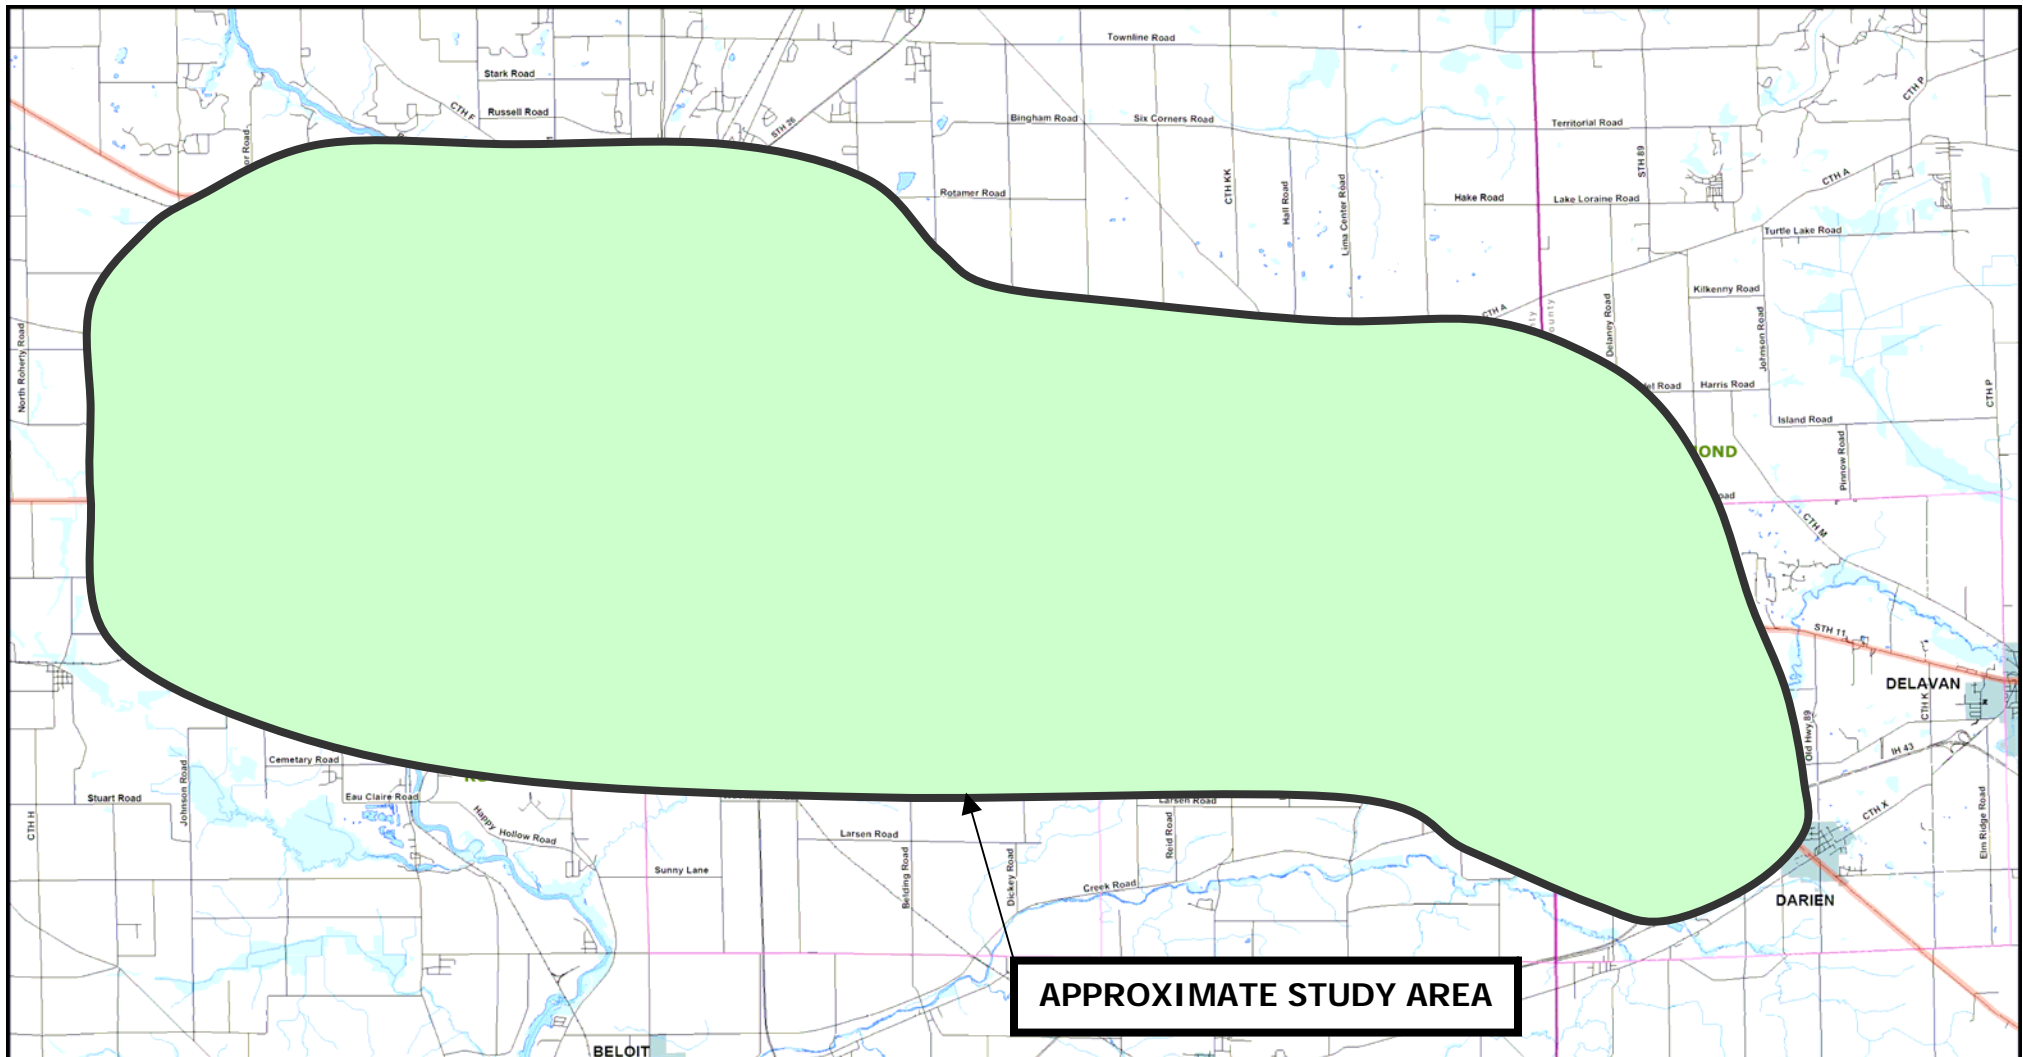 Townline Road
Stark Road
CTH F
Russell Road
STH 26
Bingham Road
Six Corners Road
Territorial Road
CTH P
STH 89
CTH A
Rotamer Road
CTH KK
Hall Road
Lima Center Road
Hake Road
Lake Loraine Road
Turtle Lake Road
Kilkenny Road
CTH A
Delaney Road
Johnson Road
North Roherty Road
Harris Road
CTH P
Island Road
OND
Pinnow Road
CTH M
STH 11
DELAVAN
CTH K
Old Hwy 89
IH 43
Cemetary Road
Stuart Road
Johnson Road
Eau Claire Road
Happy Hollow Road
CTH H
Larsen Road
Larsen Road
Reid Road
CTH X
Elm Ridge Road
Sunny Lane
Belding Road
Dickey Road
Creek Road
DARIEN
APPROXIMATE STUDY AREA
BELOIT